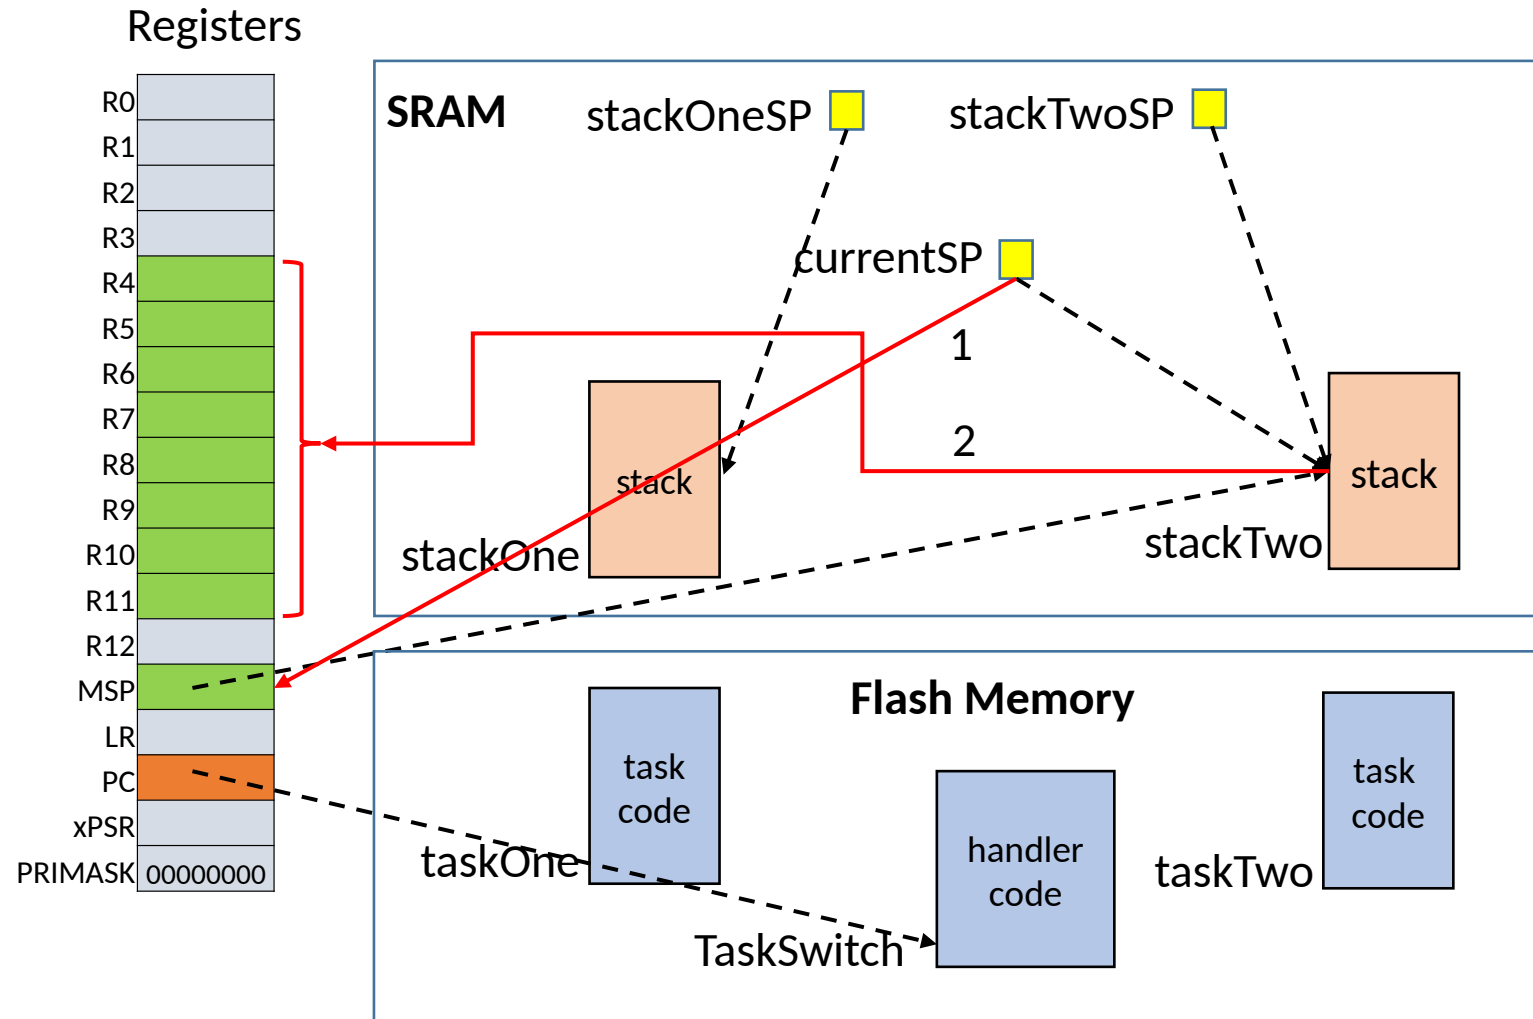 Registers
R0
R1
R2
R3
R4
R5
R6
R7
R8
R9
R10
R11
R12
MSP
LR
PC
xPSR
PRIMASK 00000000
SRAM
stackOneSP
stackTwoSP
currentSP
1
2
stack
stackOne
stack
stackTwo
Flash Memory
task
code
taskOne
handler
code
TaskSwitch
task
code
taskTwo